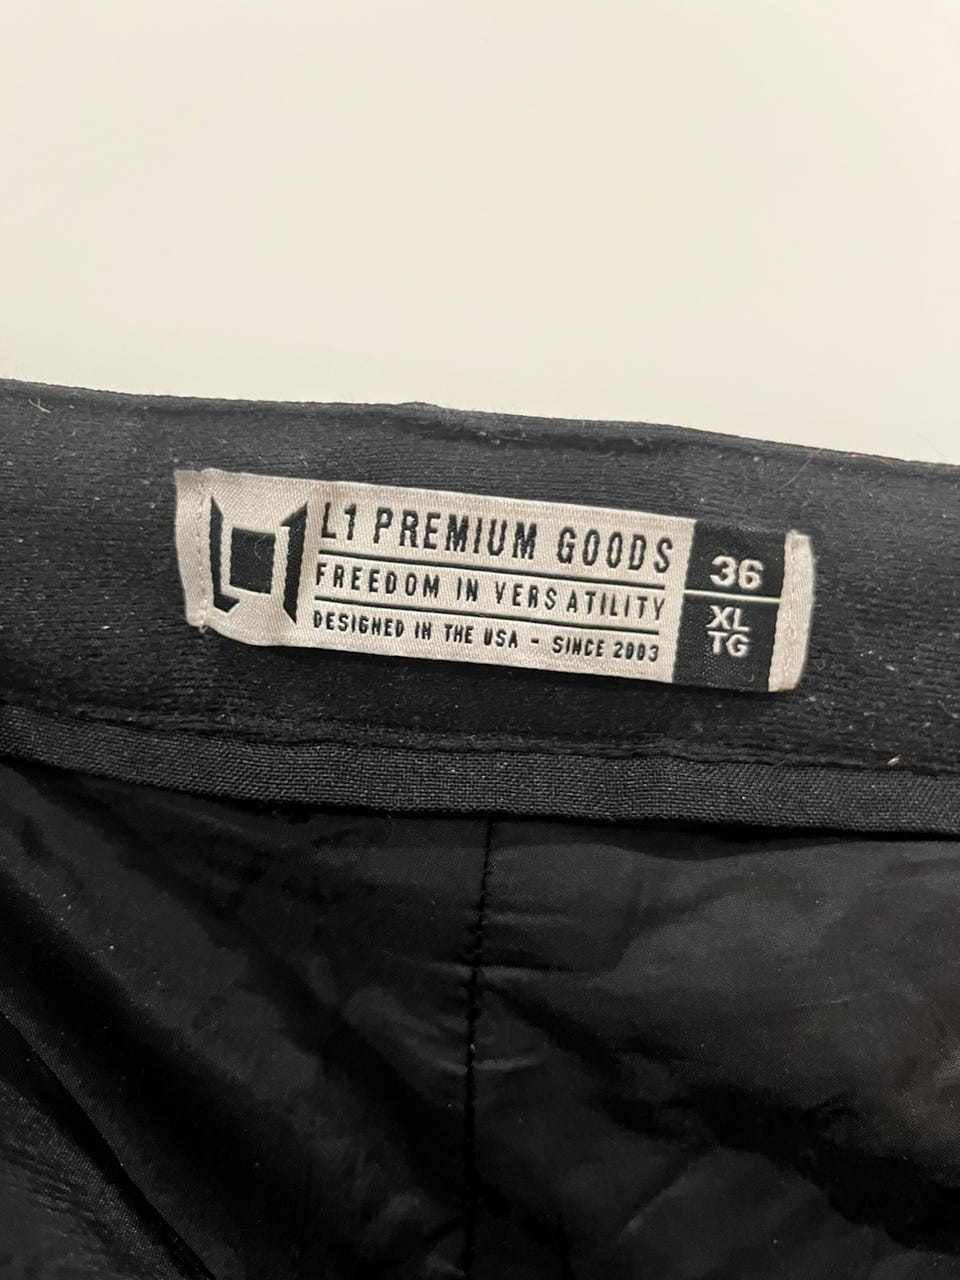 L1 PREMIUM GOODS
FREEDOM IN VERSATILITY
DESIGNED IN THE USA - SINCE 2003
36
XL
TG